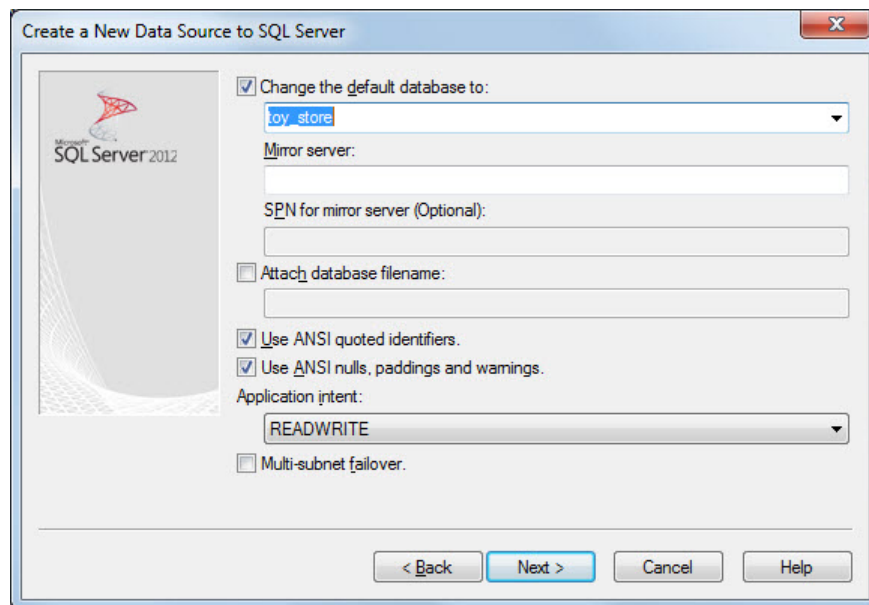 Create a New Data Source to SQL Server
Change the default database to:
toy_store
Microsoft
SQL Server 2012
Mirror server:
SPN for mirror server (Optional):
Attach database filename:
Use ANSI quoted identifiers.
Use ANSI nulls, paddings and warnings.
Application intent:
READWRITE
Multi-subnet failover.
< Back
Next >
Cancel
Help